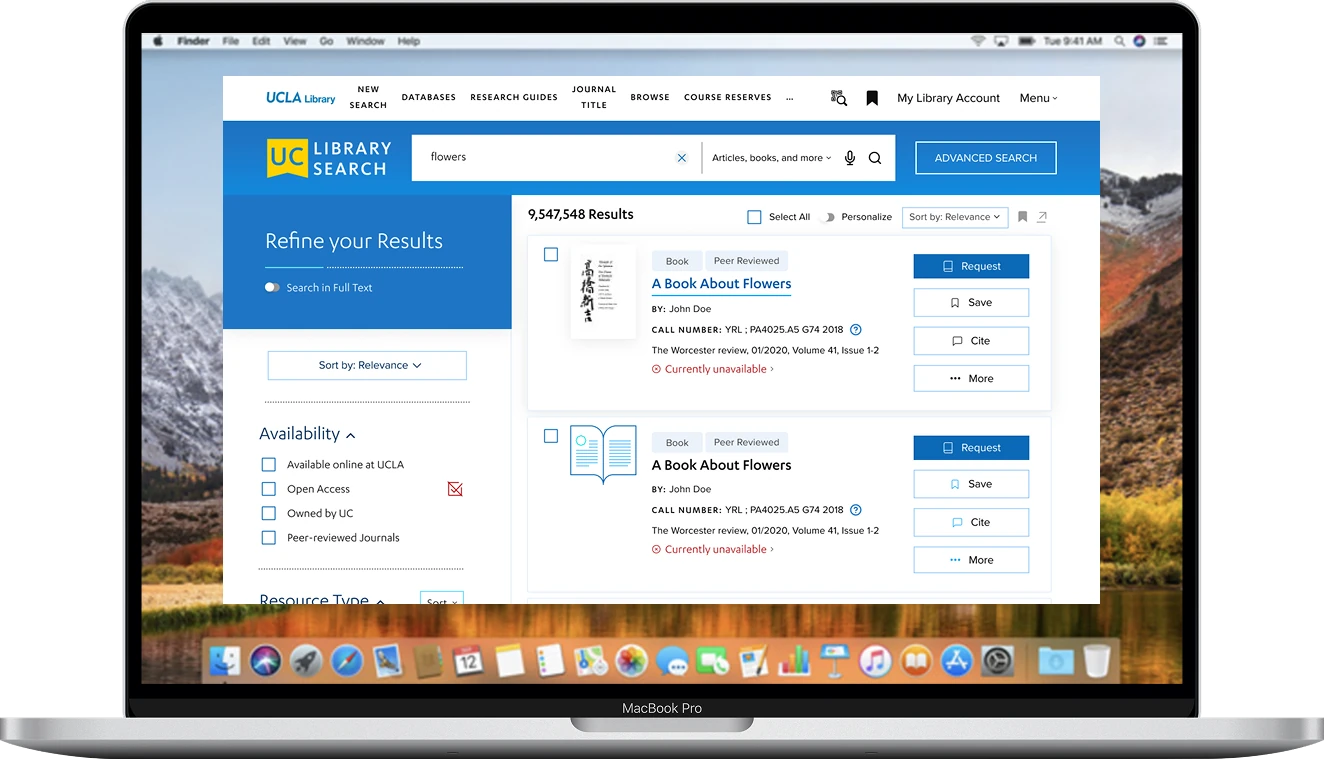 Finder File Edit View Go Window Help
Tue 9:41 AM
UCLA Library
NEW
SEARCH
DATABASES
RESEARCH GUIDES
JOURNAL
TITLE
BROWSE
COURSE RESERVES
...
My Library Account
Menu
UC LIBRARY
SEARCH
flowers
Articles, books, and more
ADVANCED SEARCH
Refine your Results
Search in Full Text
Sort by: Relevance
Availability
Available online at UCLA
Open Access
Owned by UC
Peer-reviewed Journals
Resource Type
Sort
9,547,548 Results
Select All
Personalize
Sort by: Relevance
高橋新吉
Book
Peer Reviewed
A Book About Flowers
BY: John Doe
CALL NUMBER: YRL ; PA4025.A5 G74 2018 ?
The Worcester review, 01/2020, Volume 41, Issue 1-2
Currently unavailable
Request
Save
Cite
More
Book
Peer Reviewed
A Book About Flowers
BY: John Doe
CALL NUMBER: YRL ; PA4025.A5 G74 2018 ?
The Worcester review, 01/2020, Volume 41, Issue 1-2
Currently unavailable
Request
Save
Cite
More
12
MacBook Pro